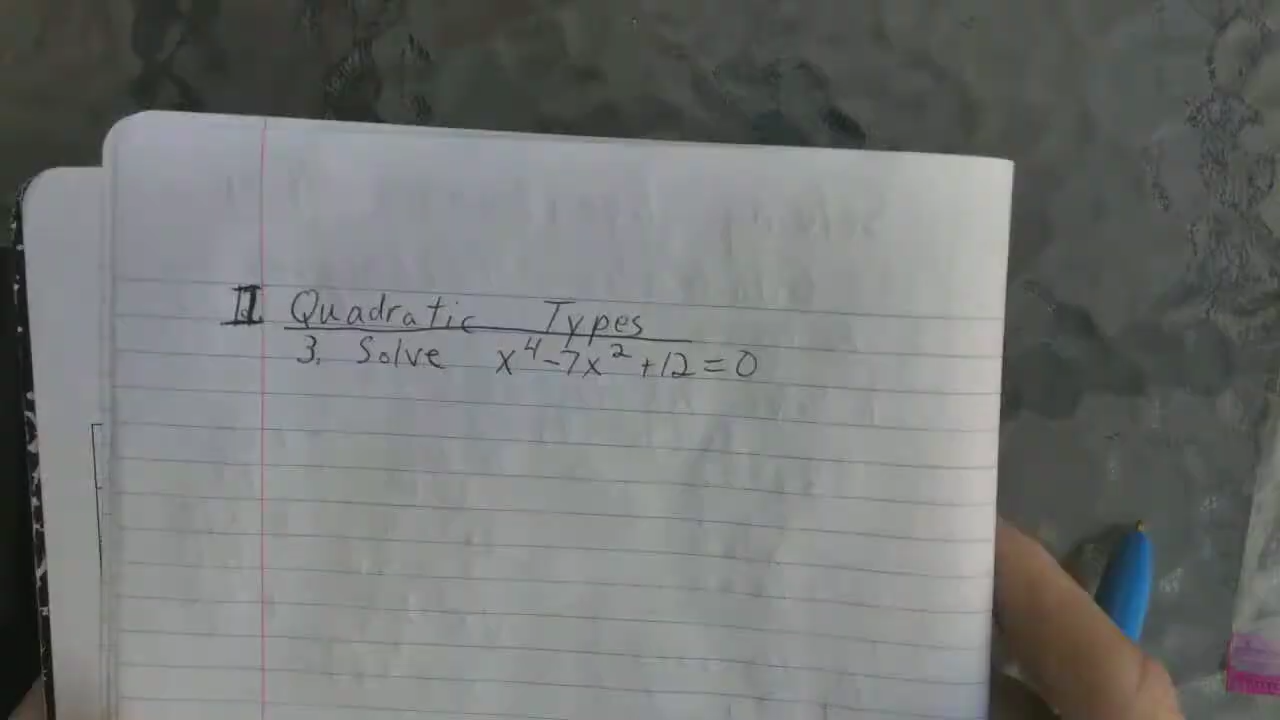 II Quadratic Types
3. Solve x⁴-7x²+12=0